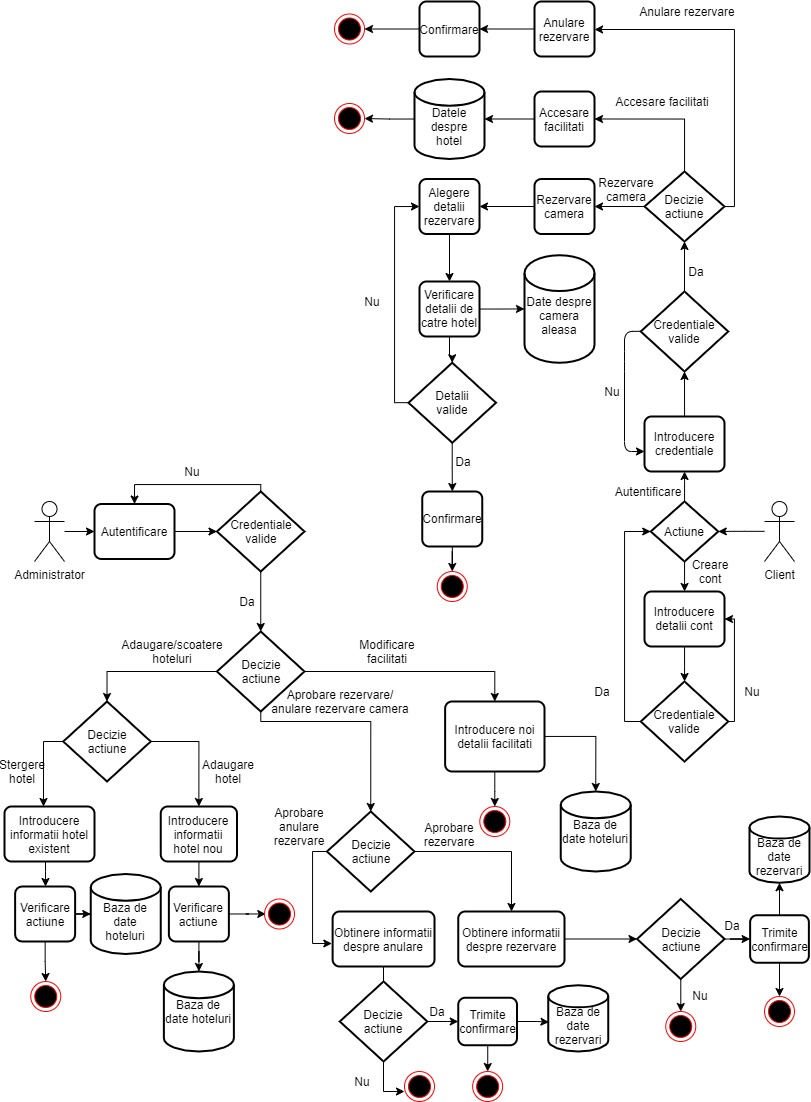 Anulare rezervare
Confirmare
Anulare
rezervare
Accesare facilitati
Datele
despre
hotel
Accesare
facilitati
Rezervare
camera
Alegere
detalii
rezervare
Rezervare
camera
Decizie
actiune
Da
Nu
Verificare
detalii de
catre hotel
Date despre
camera
aleasa
Credentiale
valide
Nu
Detalii
valide
Da
Introducere
credentiale
Autentificare
Nu
Confirmare
Autentificare
Credentiale
valide
Actiune
Administrator
Client
Creare
cont
Da
Introducere
detalii cont
Adaugare/scoatere
hoteluri
Decizie
actiune
Modificare
facilitati
Aprobare rezervare/
anulare rezervare camera
Da
Nu
Credentiale
valide
Decizie
actiune
Introducere noi
detalii facilitati
Stergere
hotel
Adaugare
hotel
Introducere
informatii hotel
existent
Introducere
informatii
hotel nou
Aprobare
anulare
rezervare
Decizie
actiune
Aprobare
rezervare
Baza de
date hoteluri
Baza de
date
rezervari
Verificare
actiune
Baza de
date
hoteluri
Verificare
actiune
Obtinere informatii
despre anulare
Obtinere informatii
despre rezervare
Decizie
actiune
Da
Trimite
confirmare
Nu
Baza de
date hoteluri
Decizie
actiune
Da
Trimite
confirmare
Baza de
date
rezervari
Nu